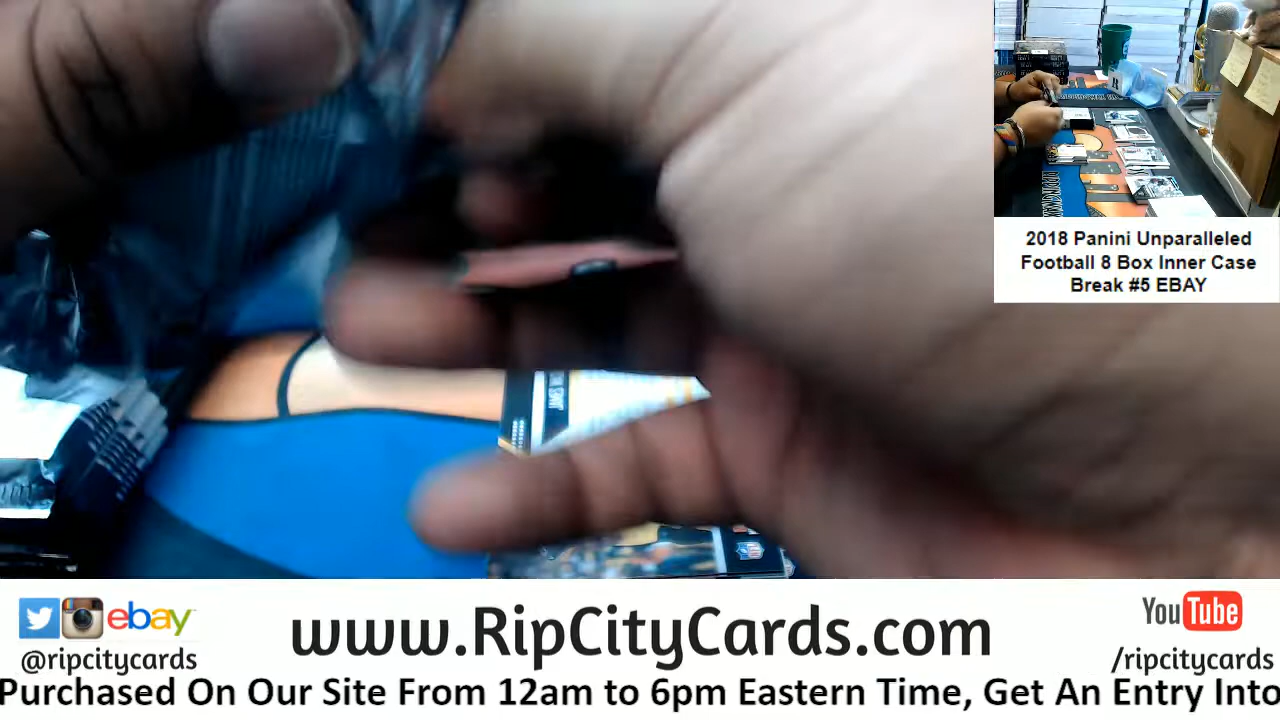 2018 Panini Unparalleled
Football 8 Box Inner Case
Break #5 EBAY
JAMES
ebay
www.RipCityCards.com
YouTube
@ripcitycards
/ripcitycards
Purchased On Our Site From 12am to 6pm Eastern Time, Get An Entry Into